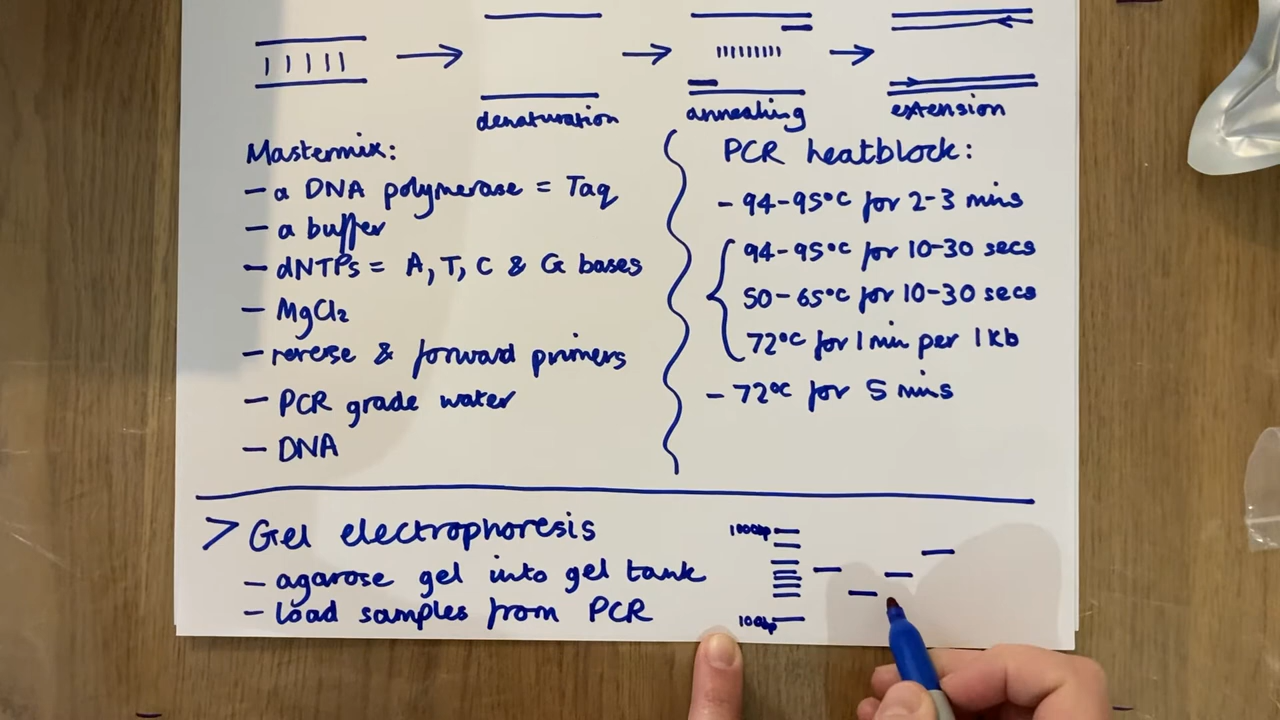 denaturation
annealing
extension
Mastermix:
- a DNA polymerase = Taq
- a buffer
- dNTPs = A, T, C & G bases
- MgCl2
- reverse & forward primers
- PCR grade water
- DNA
PCR heatblock:
- 94-95°C for 2-3 mins
94-95°C for 10-30 secs
50-65°C for 10-30 secs
72°C for 1 min per 1kb
- 72°C for 5 mins
> Gel electrophoresis
- agarose gel into gel tank
- load samples from PCR
1000bp
100bp